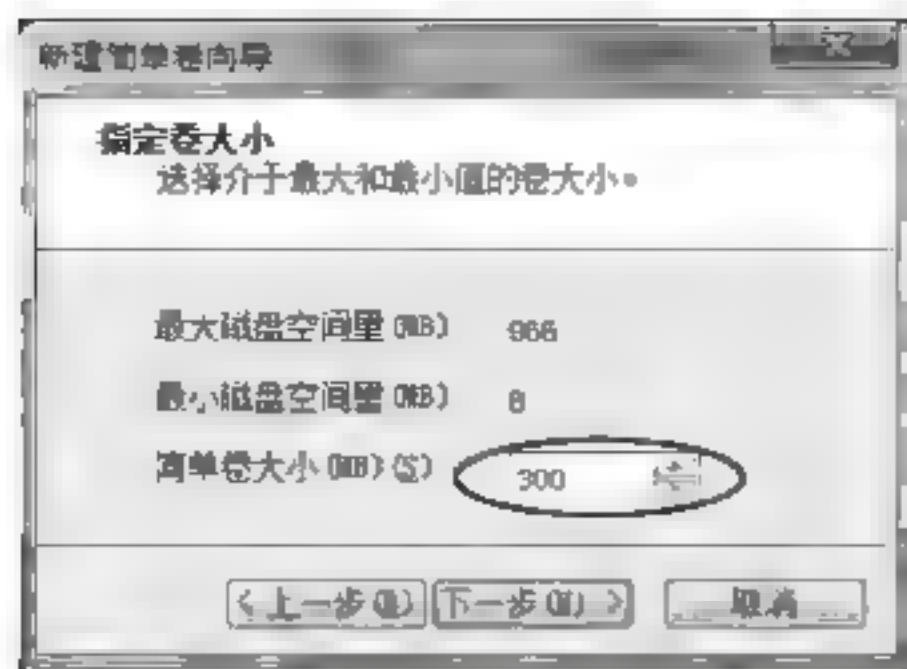 新建简单卷向导
指定卷大小
选择介于最大和最小值的卷大小。
最大磁盘空间量(MB)
最小磁盘空间量(MB) 8
简单卷大小(MB)(S) 300
<上一步(B) 下一步(N) > 取消